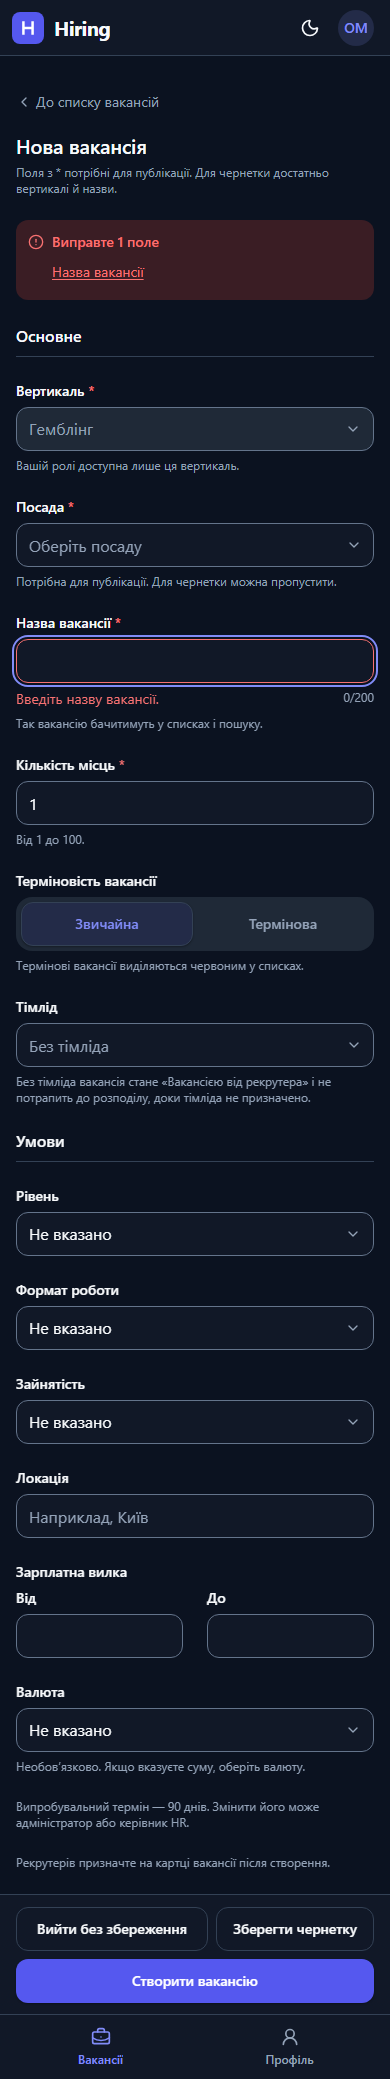 H Hiring OM
До списку вакансій
Нова вакансія
Поля з * потрібні для публікації. Для чернетки достатньо
вертикалі й назви.
Виправте 1 поле
Назва вакансії
Основне
Вертикаль *
Гемблінг
Вашій ролі доступна лише ця вертикаль.
Посада *
Оберіть посаду
Потрібна для публікації. Для чернетки можна пропустити.
Назва вакансії *
Введіть назву вакансії. 0/200
Так вакансію бачитимуть у списках і пошуку.
Кількість місць *
1
Від 1 до 100.
Терміновість вакансії
Звичайна Термінова
Термінові вакансії виділяються червоним у списках.
Тімлід
Без тімліда
Без тімліда вакансія стане «Вакансією від рекрутера» і не
потрапить до розподілу, доки тімліда не призначено.
Умови
Рівень
Не вказано
Формат роботи
Не вказано
Зайнятість
Не вказано
Локація
Наприклад, Київ
Зарплатна вилка
Від До
Валюта
Не вказано
Необов’язково. Якщо вказуєте суму, оберіть валюту.
Випробувальний термін — 90 днів. Змінити його може
адміністратор або керівник HR.
Рекрутерів призначте на картці вакансії після створення.
Вийти без збереження Зберегти чернетку
Створити вакансію
Вакансії Профіль